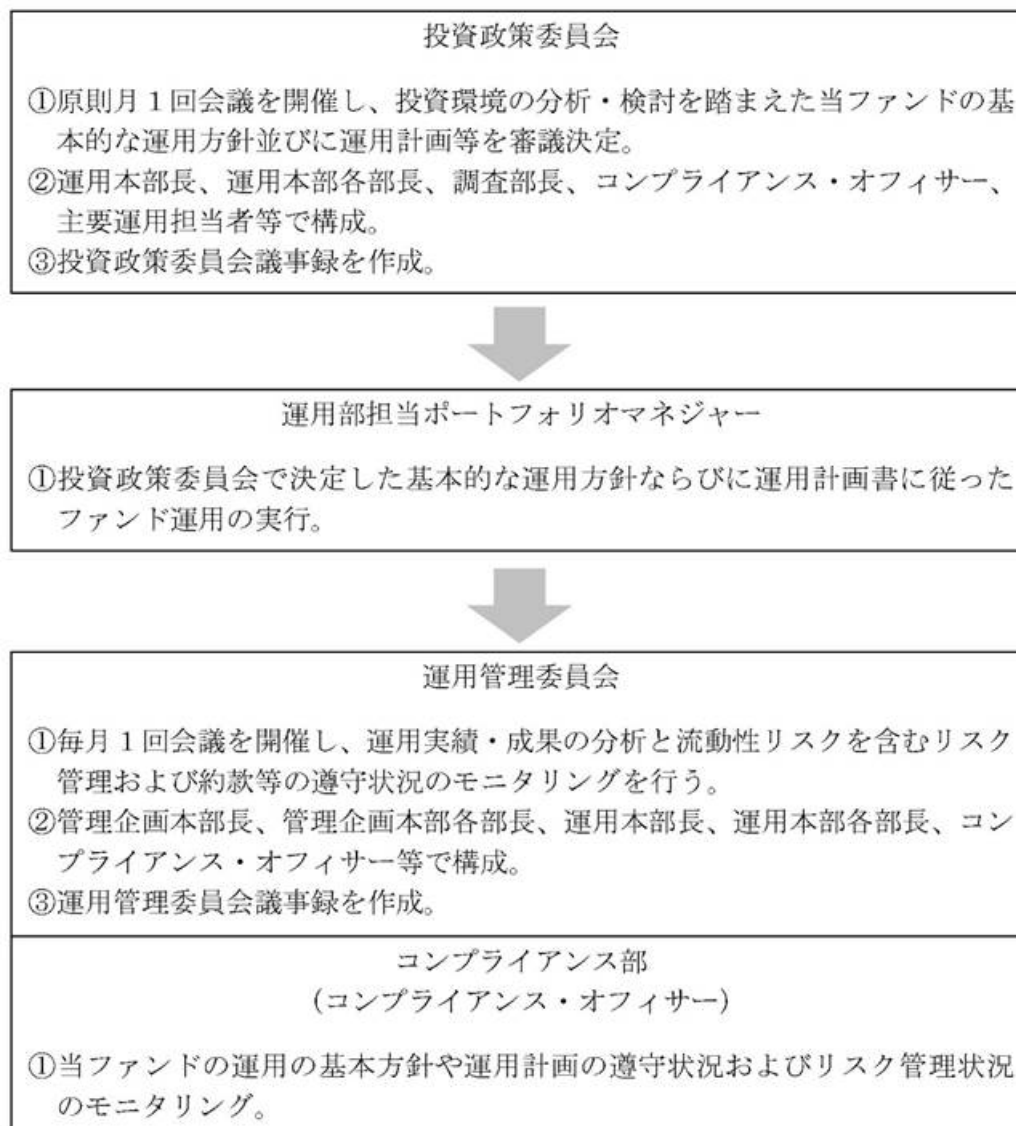 投資政策委員会
①原則月1回会議を開催し、投資環境の分析・検討を踏まえた当ファンドの基
本的な運用方針並びに運用計画等を審議決定。
②運用本部長、運用本部各部長、調査部長、コンプライアンス・オフィサー、
主要運用担当者等で構成。
③投資政策委員会議事録を作成。
運用部担当ポートフォリオマネジャー
①投資政策委員会で決定した基本的な運用方針ならびに運用計画書に従った
ファンド運用の実行。
運用管理委員会
①毎月1回会議を開催し、運用実績・成果の分析と流動性リスクを含むリスク
管理および約款等の遵守状況のモニタリングを行う。
②管理企画本部長、管理企画本部各部長、運用本部長、運用本部各部長、コン
プライアンス・オフィサー等で構成。
③運用管理委員会議事録を作成。
コンプライアンス部
(コンプライアンス・オフィサー)
①当ファンドの運用の基本方針や運用計画の遵守状況およびリスク管理状況
のモニタリング。